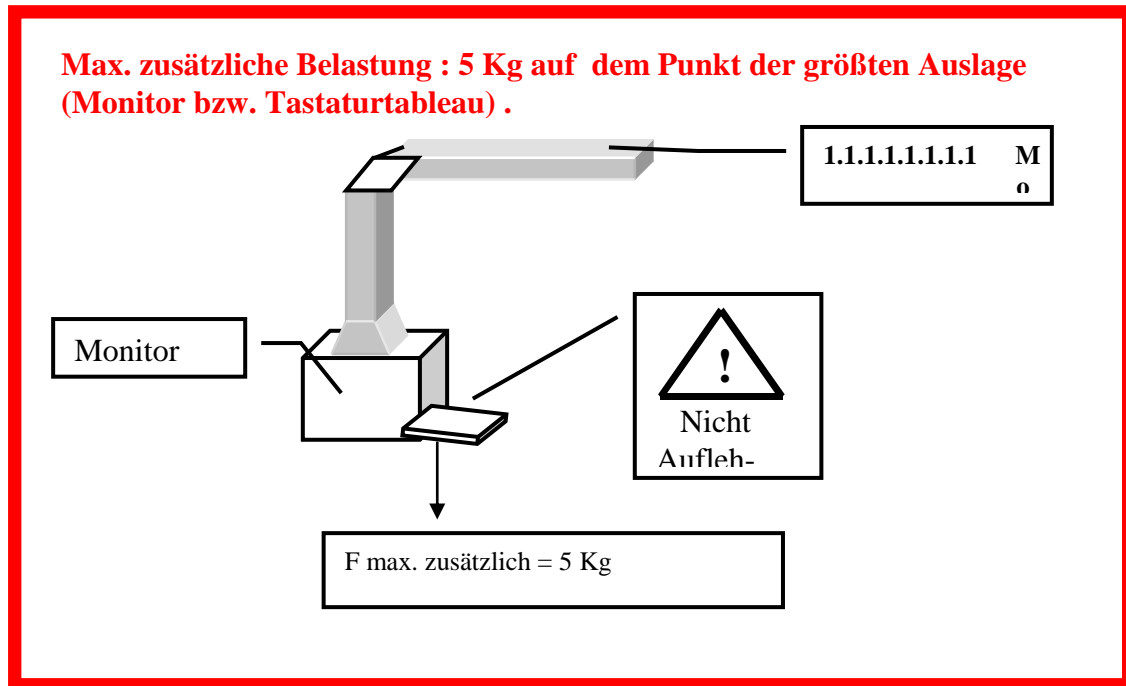 Max. zusätzliche Belastung : 5 Kg auf dem Punkt der größten Auslage
(Monitor bzw. Tastaturtableau) .
1.1.1.1.1.1.1.1 M
o
Monitor
!
Nicht
Aufleh-
F max. zusätzlich = 5 Kg